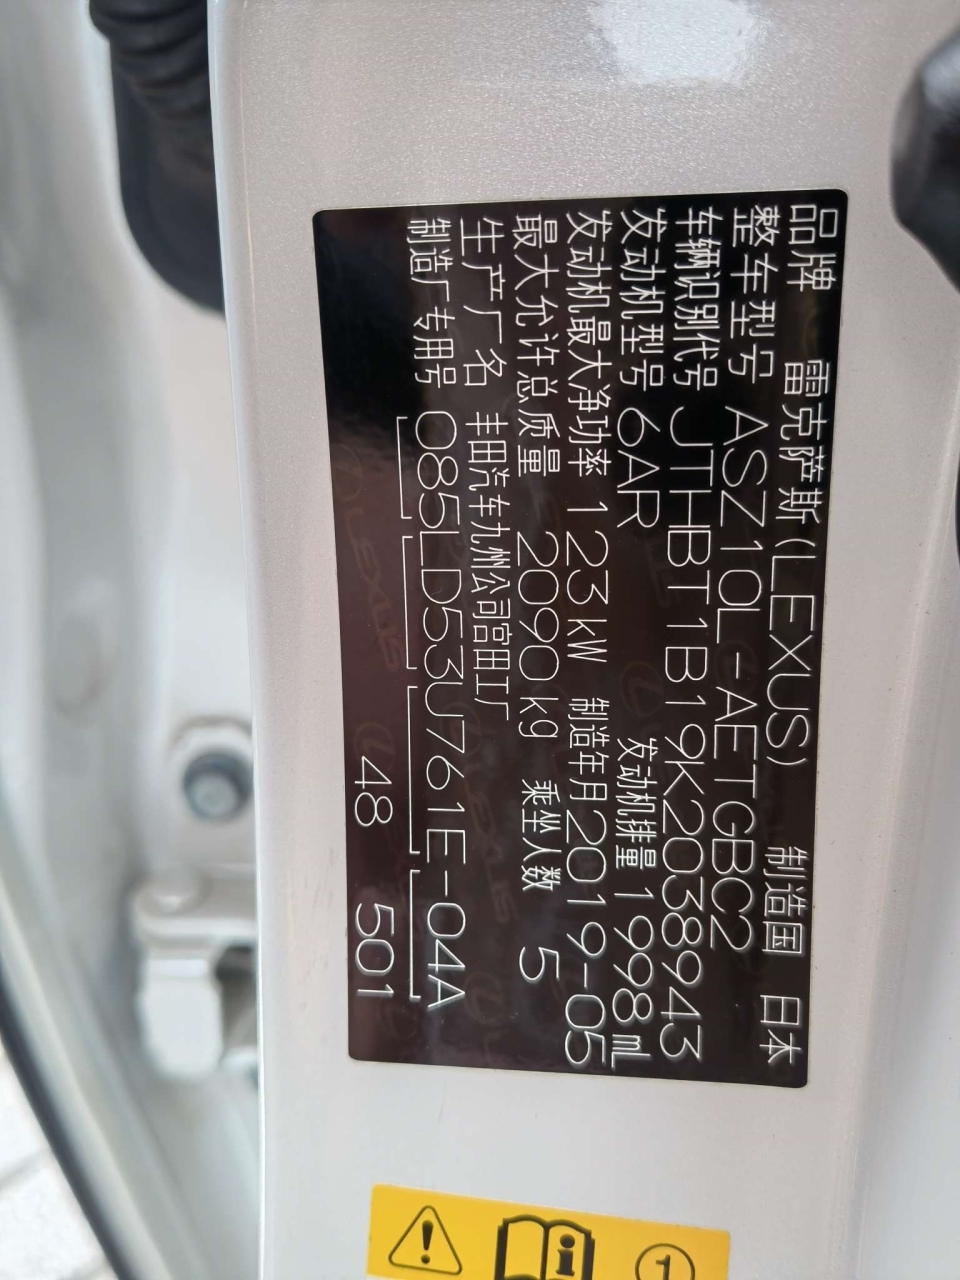 品牌 雷克萨斯(LEXUS) 制造国 日本
整车型号 ASZ10L-AETGBC2
车辆识别代号 JTHBT1B19K2038943
发动机型号 6AR 发动机排量 1998mL
发动机最大净功率 123kW 制造年月 2019-05
最大允许总质量 2090kg 乘坐人数 5
生产厂名 丰田汽车九州公司宫田工厂
制造厂专用号 085LD53U761E-04A
48 501
i
1